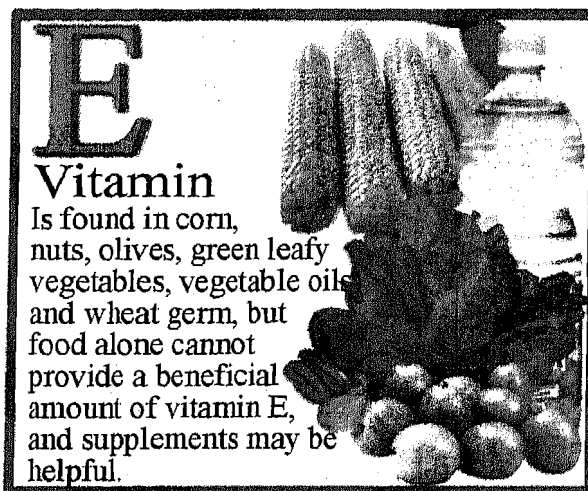 E
Vitamin
Is found in corn,
nuts, olives, green leafy
vegetables, vegetable oils
and wheat germ, but
food alone cannot
provide a beneficial
amount of vitamin E,
and supplements may be
helpful.